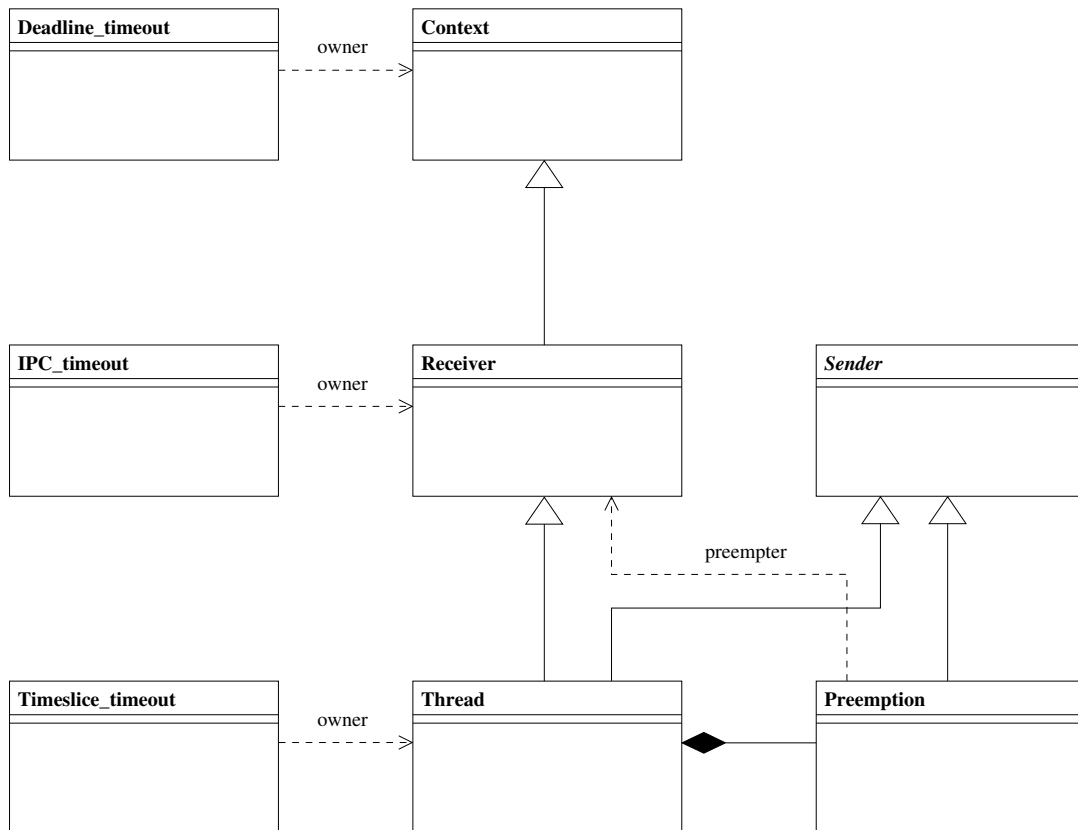 Deadline_timeout
owner
Context
IPC_timeout
owner
Receiver
Sender
preempter
Timeslice_timeout
owner
Thread
Preemption